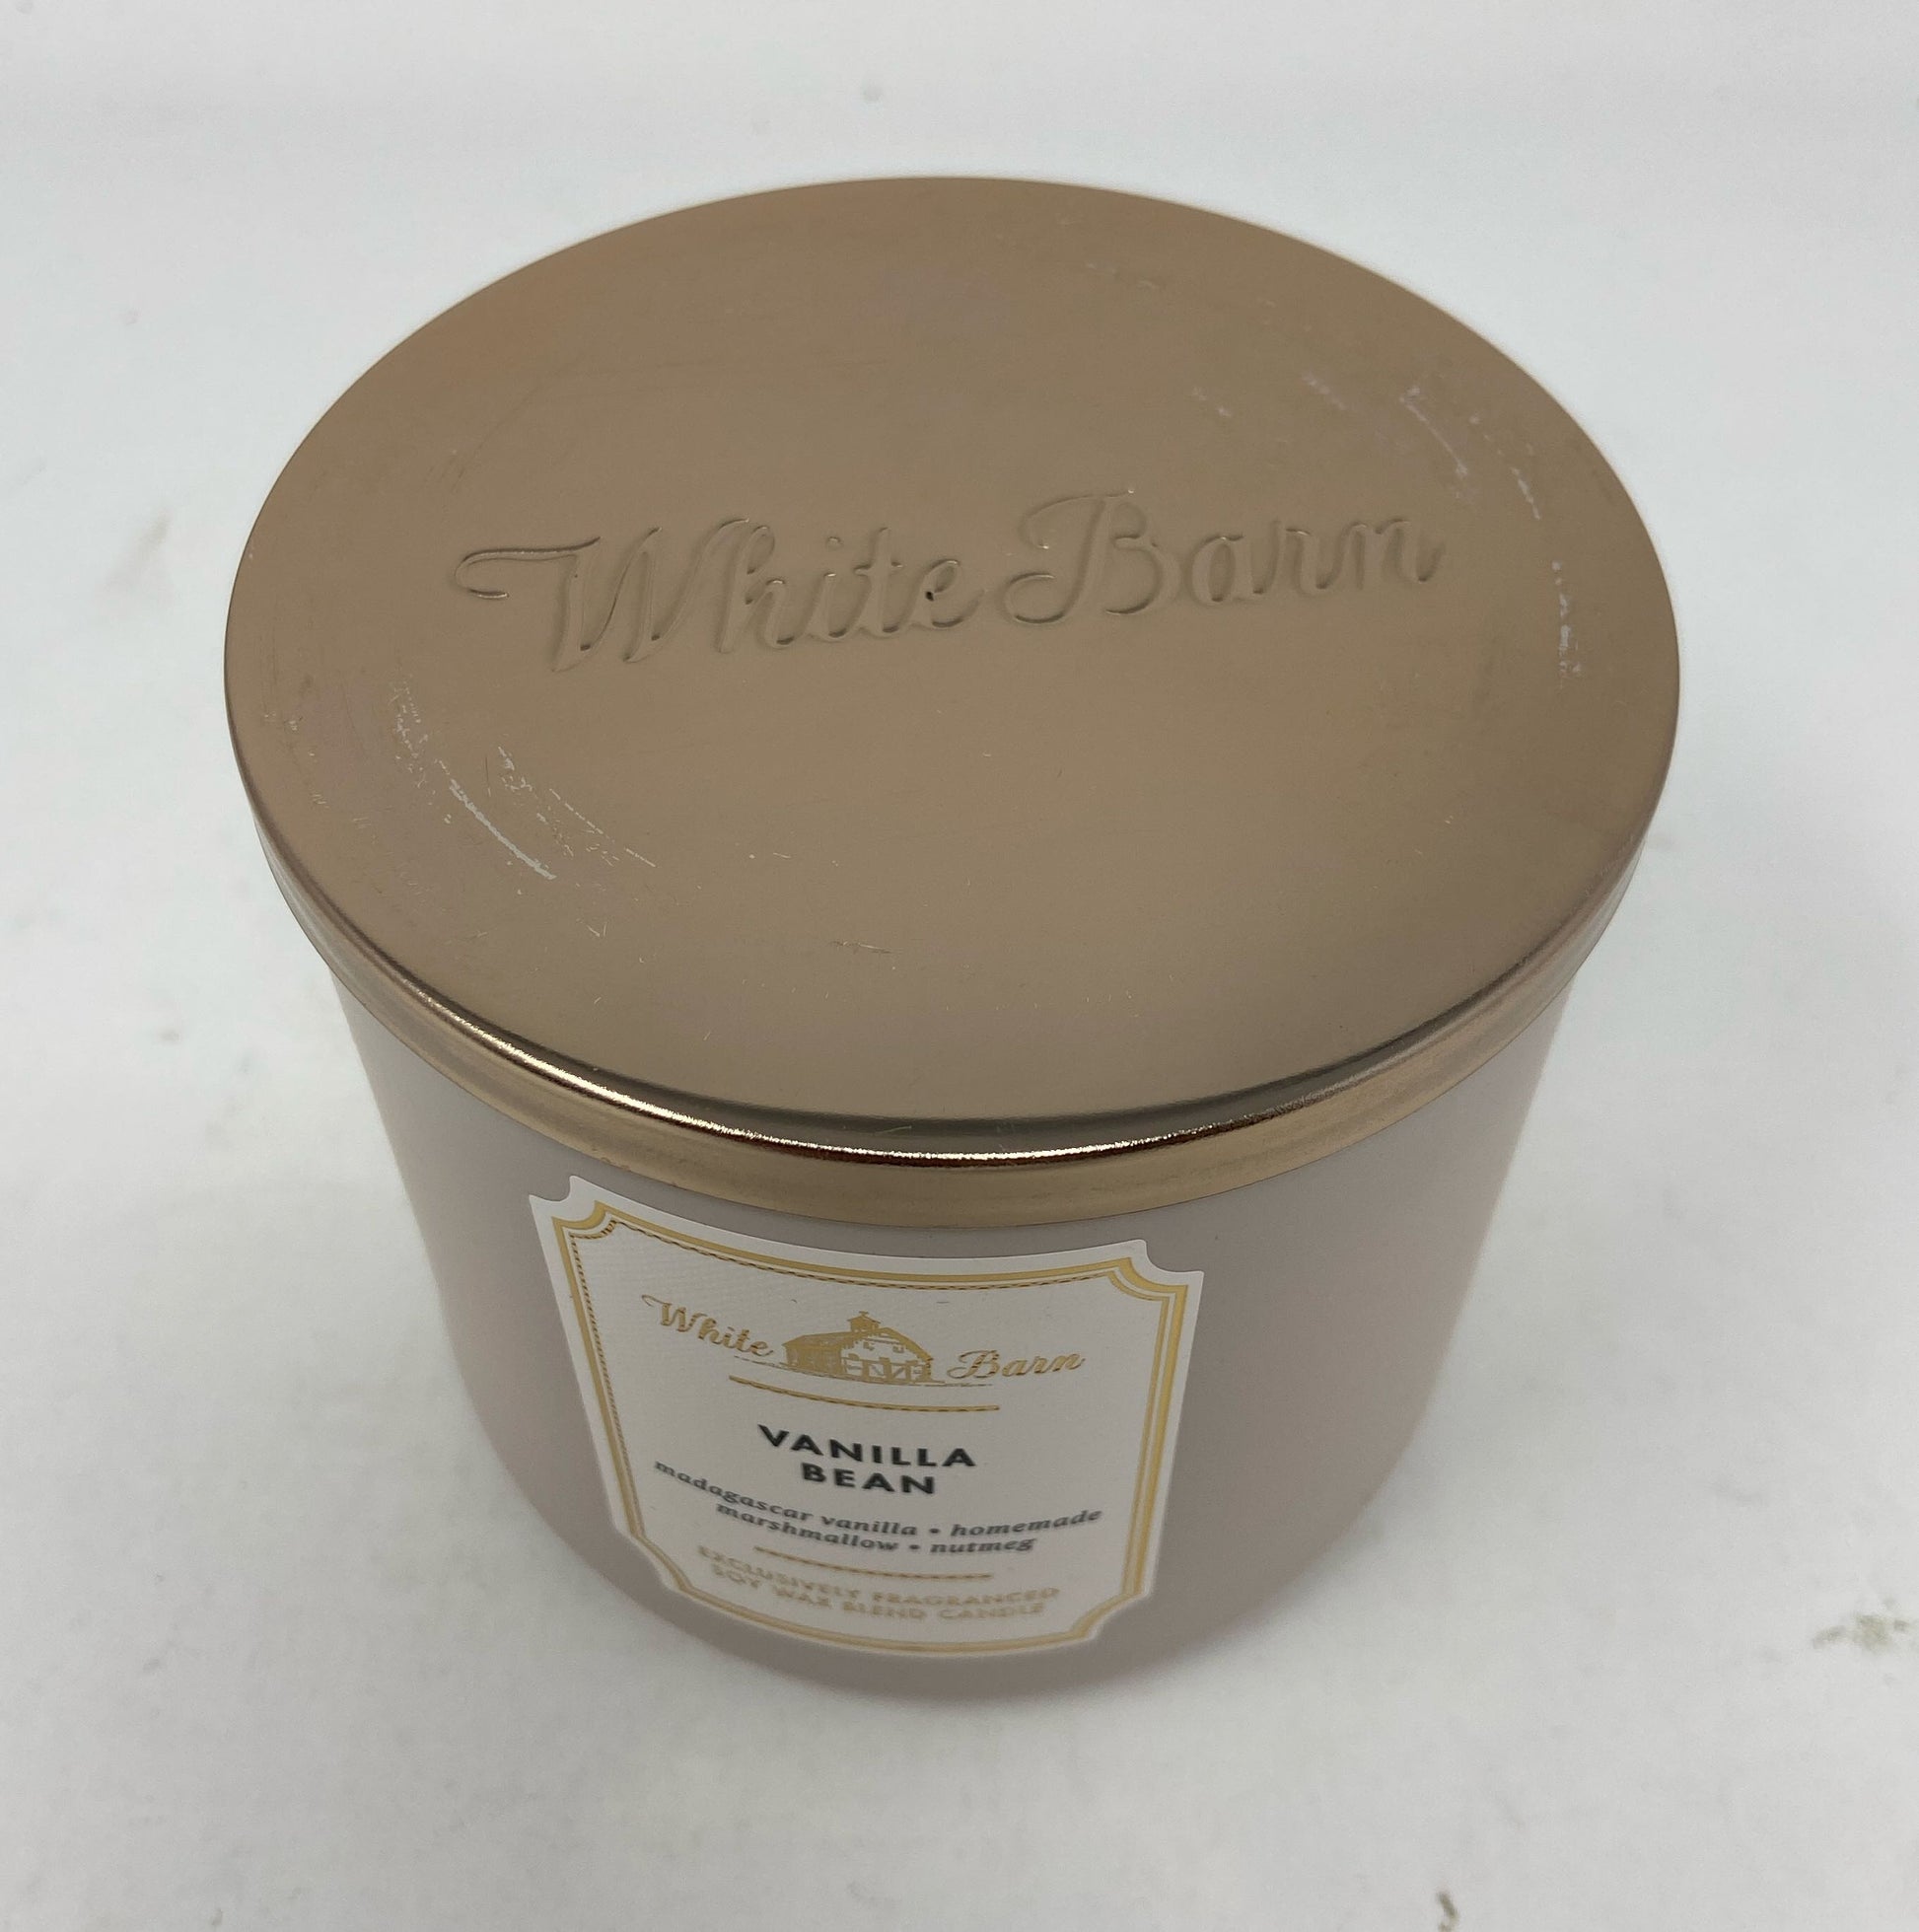 White Barn
White Barn
VANILLA
BEAN
madagascar vanilla • homemade
marshmallow • nutmeg
EXCLUSIVELY FRAGRANCED
SOY WAX BLEND CANDLE